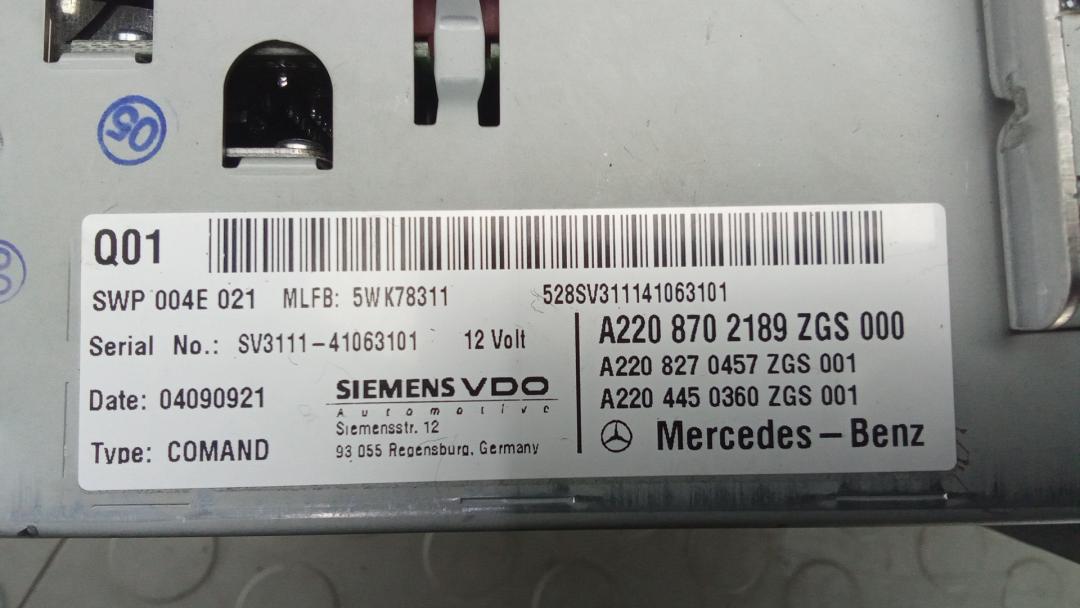 05
Q01
SWP 004E 021 MLFB: 5WK78311 528SV311141063101
Serial No.: SV3111-41063101 12 Volt
A220 870 2189 ZGS 000
A220 827 0457 ZGS 001
A220 445 0360 ZGS 001
Mercedes-Benz
Date: 04090921
SIEMENS VDO
Automotive
Siemensstr. 12
93 055 Regensburg, Germany
Type: COMAND